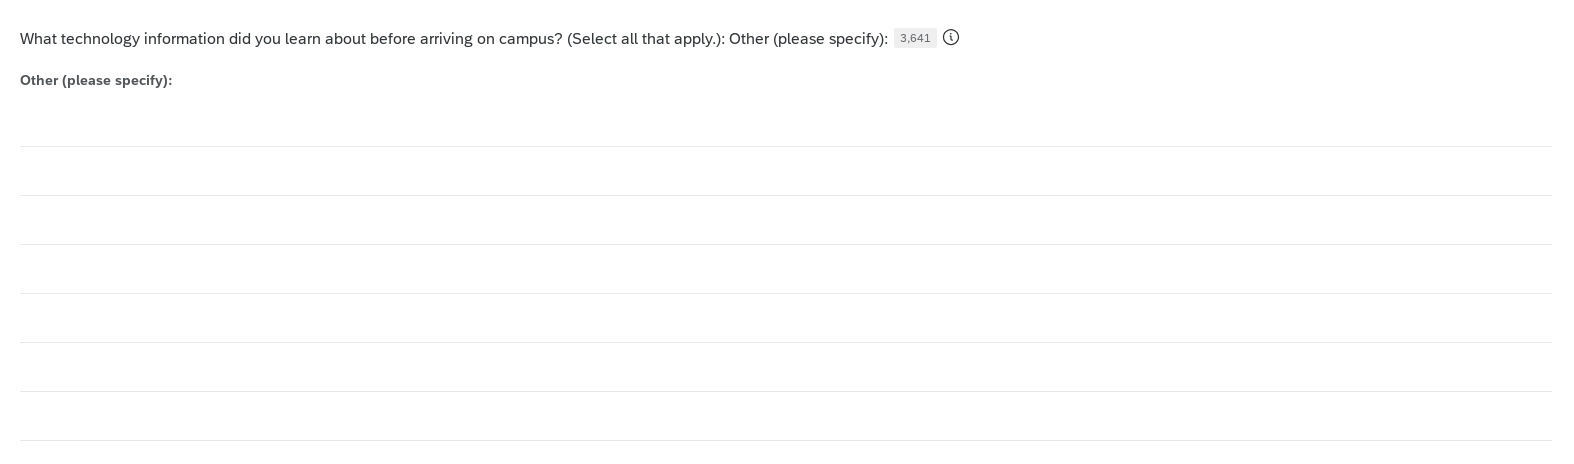 What technology information did you learn about before arriving on campus? (Select all that apply.): Other (please specify): 3,641
Other (please specify):